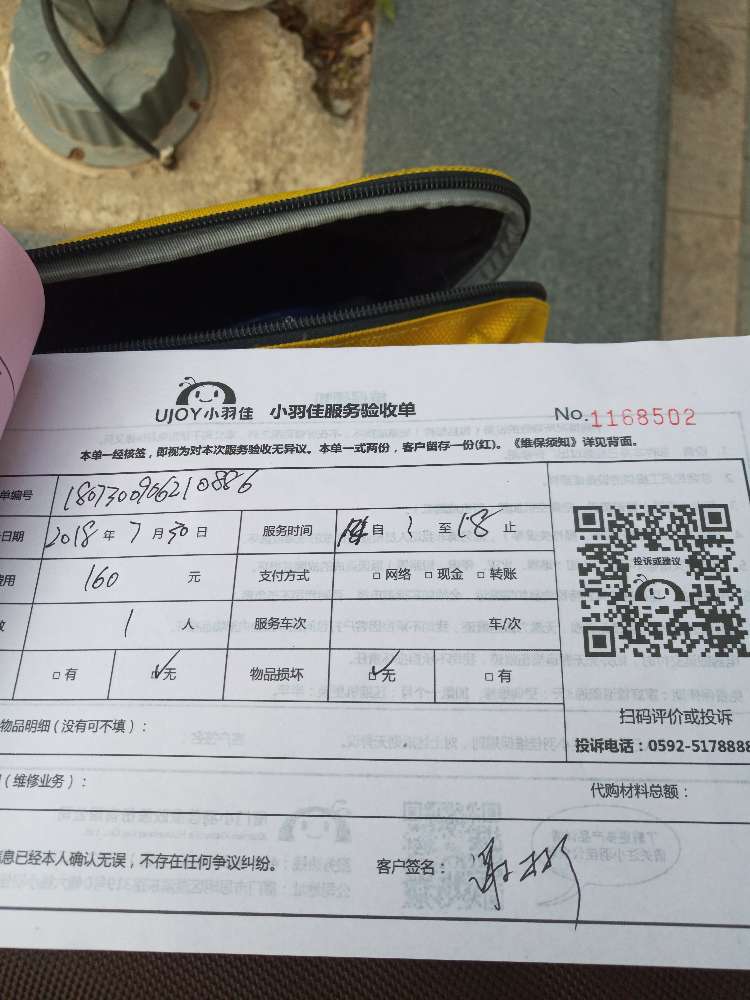 UJOY小羽佳 小羽佳服务验收单 No.1168502
本单一经核签，即视为对本次服务验收无异议。本单一式两份，客户留存一份(红)。《维保须知》详见背面。
单编号 1807300906210886
日期 2018 年 7 月 30 日 服务时间 自 至 18 止
费用 160 元 支付方式 □ 网络 □ 现金 □ 转账
投诉或建议
1 人 服务车次 车/次
□ 有 ☑无 物品损坏 ☑无 □ 有
扫码评价或投诉
物品明细（没有可不填）：
投诉电话：0592-5178888
（维修业务）：
代购材料总额：
信息已经本人确认无误，不存在任何争议纠纷。 客户签名：